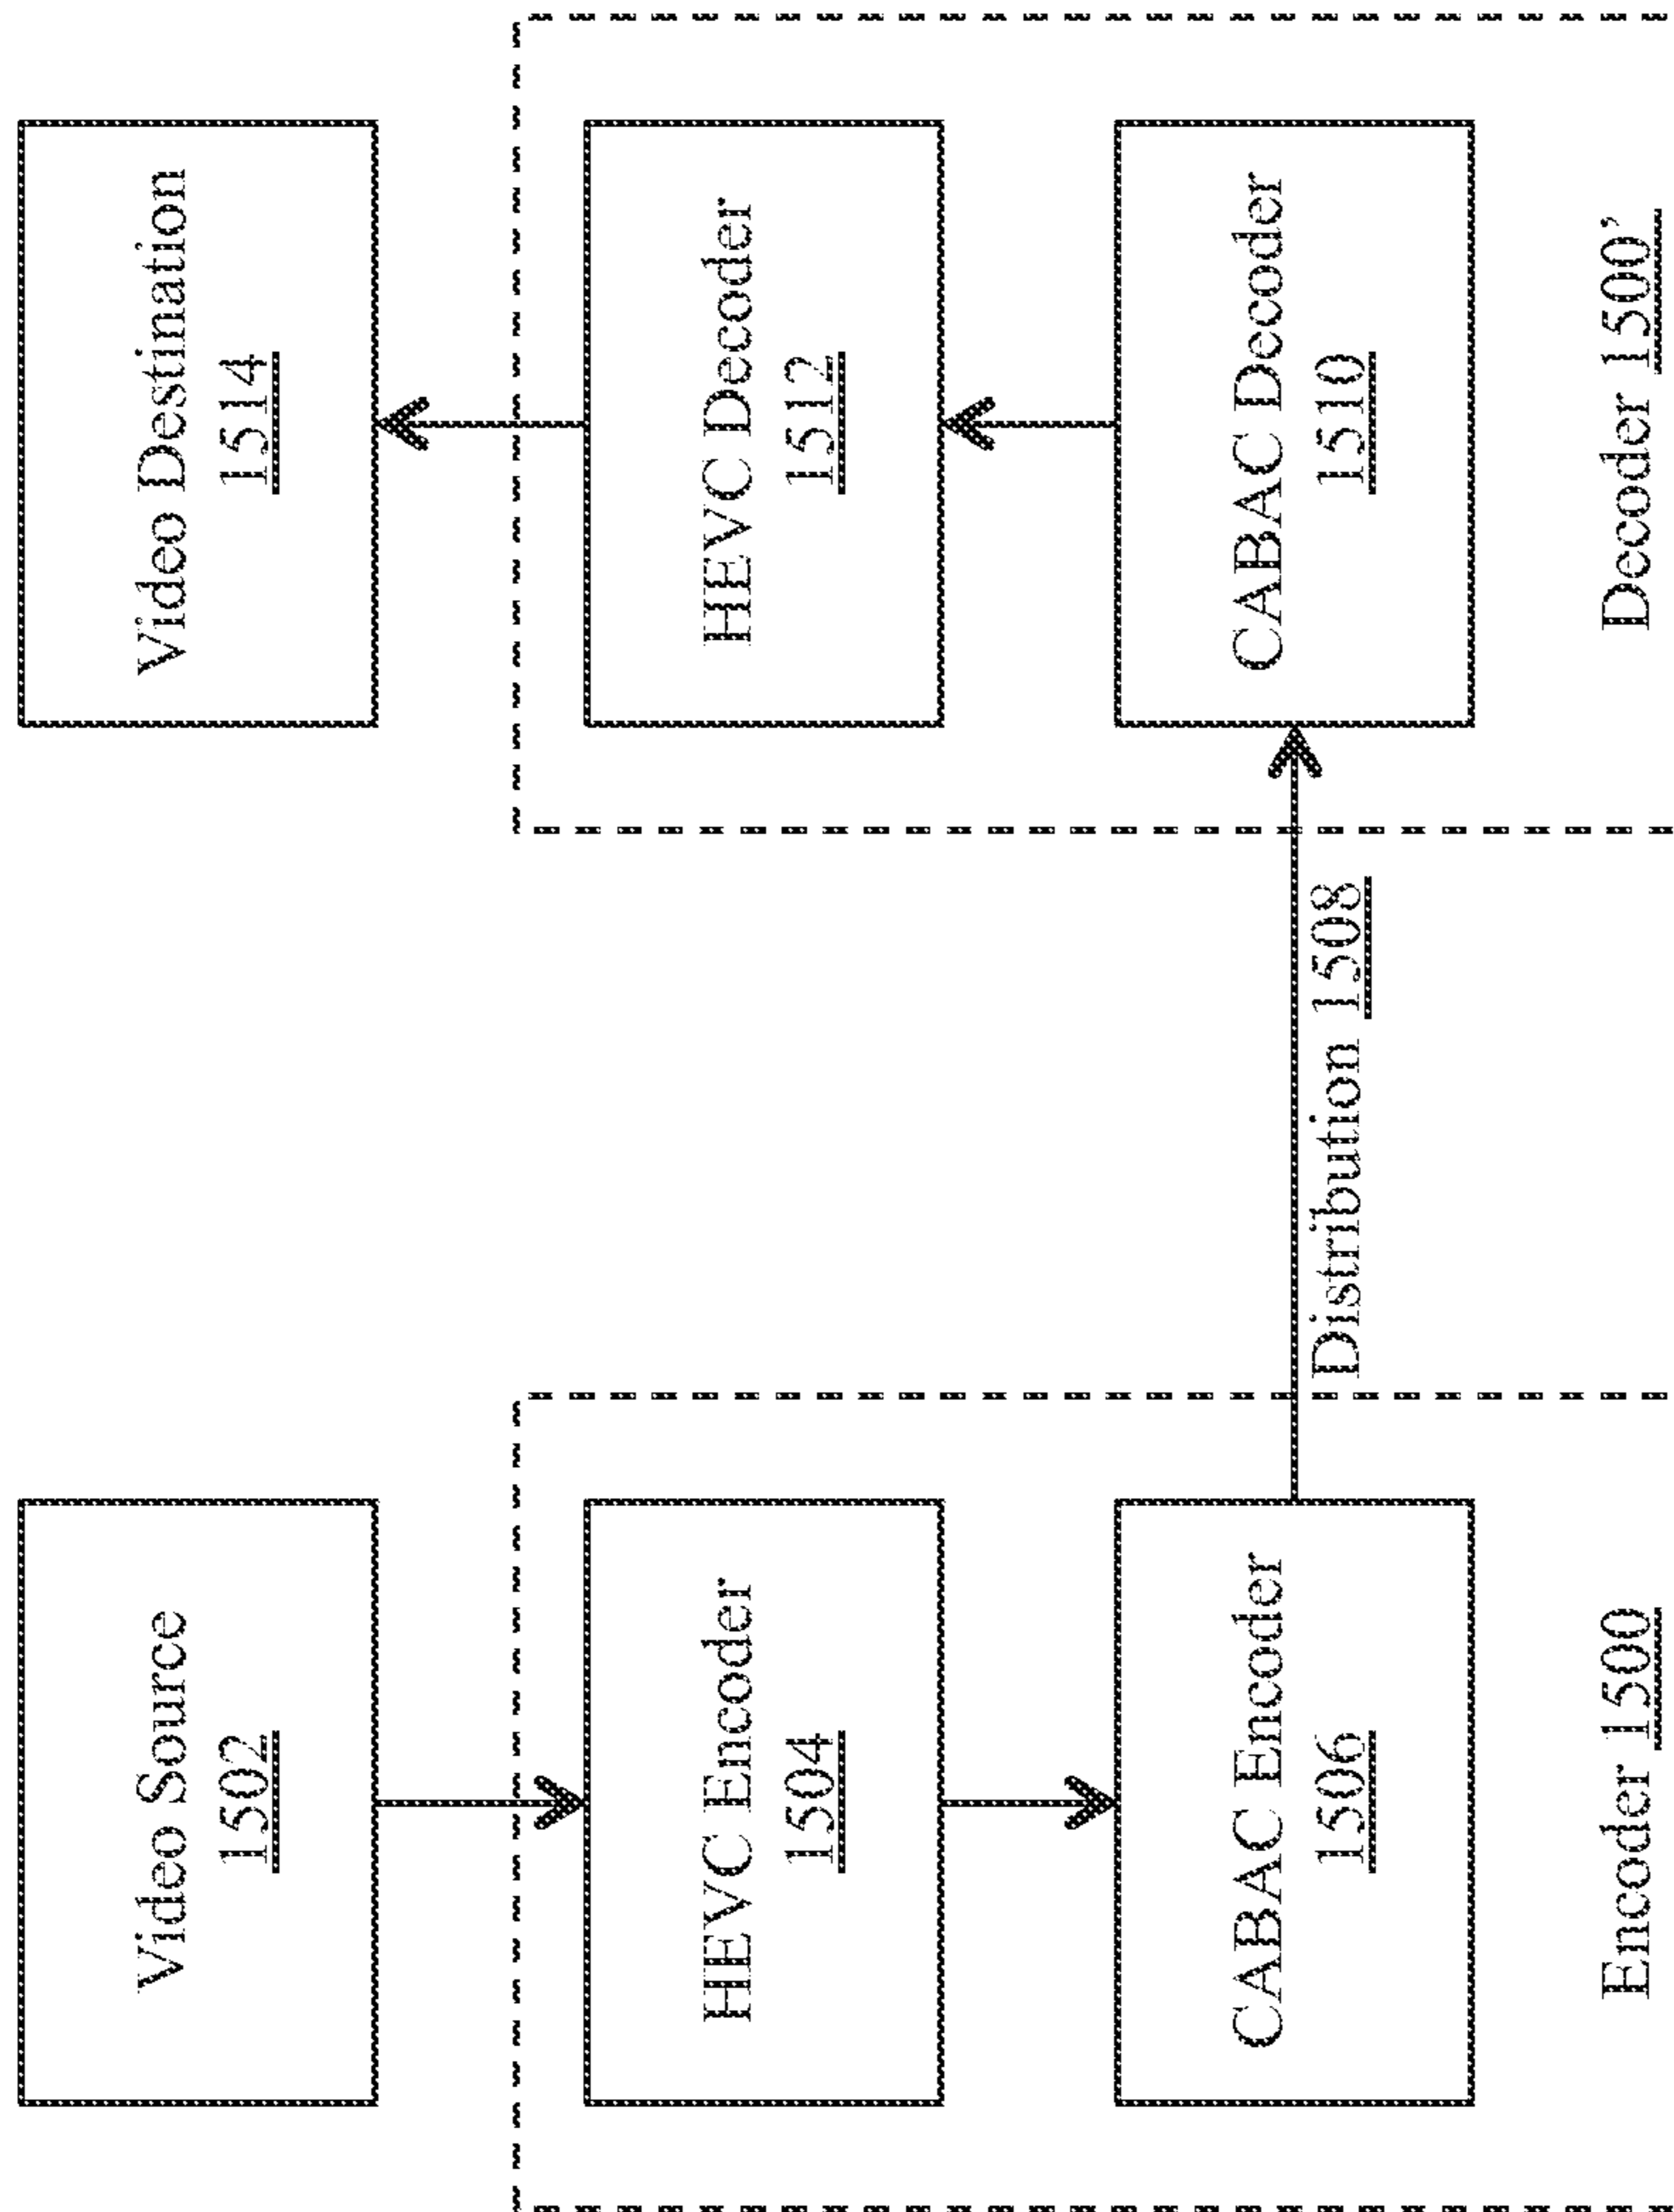 Video Source
1502
HEVC Encoder
1504
CABAC Encoder
1506
Encoder 1500
Distribution 1508
Video Destination
1514
HEVC Decoder
1512
CABAC Decoder
1510
Decoder 1500’